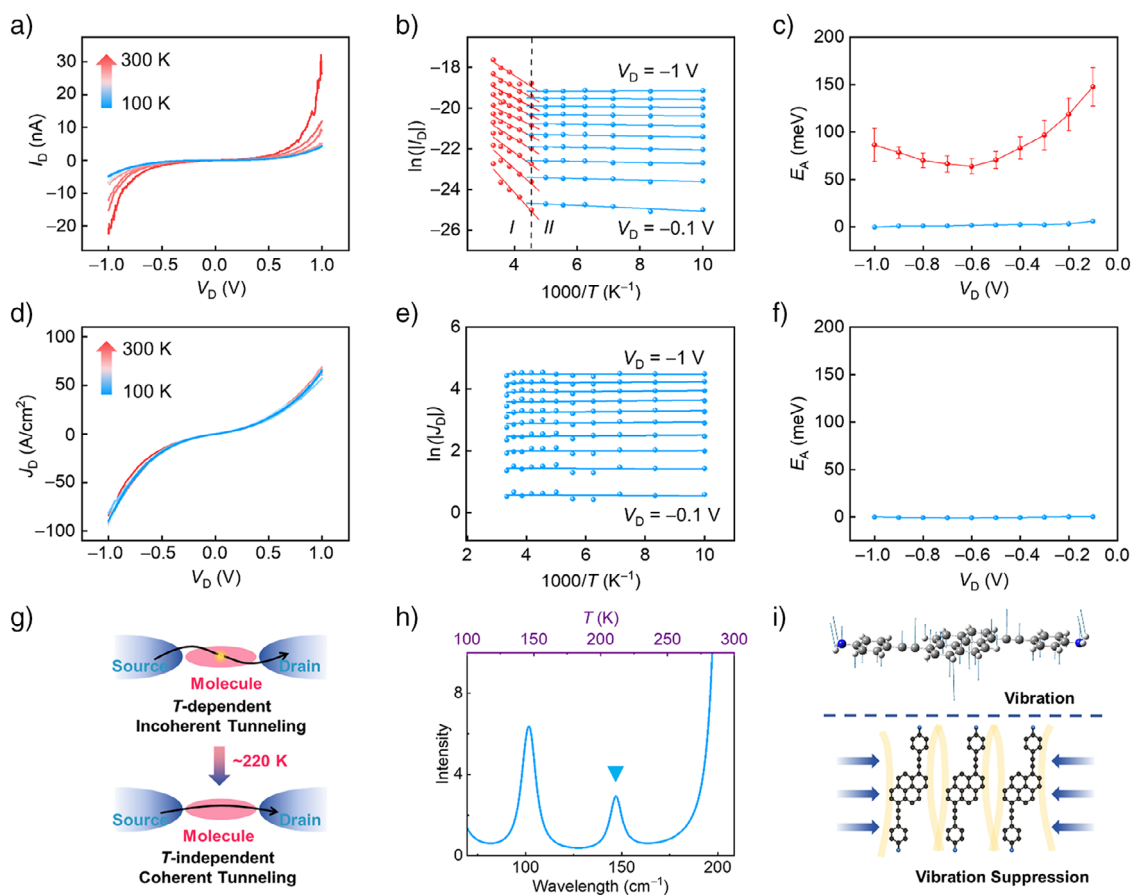 a)
30
20
10
0
−10
−20
I_D (nA)
300 K
100 K
−1.0 −0.5 0.0 0.5 1.0
V_D (V)
b)
−18
−20
−22
−24
−26
ln(|I_D|)
V_D = −1 V
I II
V_D = −0.1 V
4 6 8 10
1000/T (K⁻¹)
c)
200
150
100
50
0
E_A (meV)
−1.0 −0.8 −0.6 −0.4 −0.2 0.0
V_D (V)
d)
100
50
0
−50
−100
J_D (A/cm²)
300 K
100 K
−1.0 −0.5 0.0 0.5 1.0
V_D (V)
e)
6
4
2
0
ln(|J_D|)
V_D = −1 V
V_D = −0.1 V
2 4 6 8 10
1000/T (K⁻¹)
f)
200
150
100
50
0
E_A (meV)
−1.0 −0.8 −0.6 −0.4 −0.2 0.0
V_D (V)
g)
Source Drain
Molecule
T-dependent
Incoherent Tunneling
~220 K
Source Drain
Molecule
T-independent
Coherent Tunneling
h)
T (K)
100 150 200 250 300
8
4
0
Intensity
100 150 200
Wavelength (cm⁻¹)
i)
Vibration
Vibration Suppression